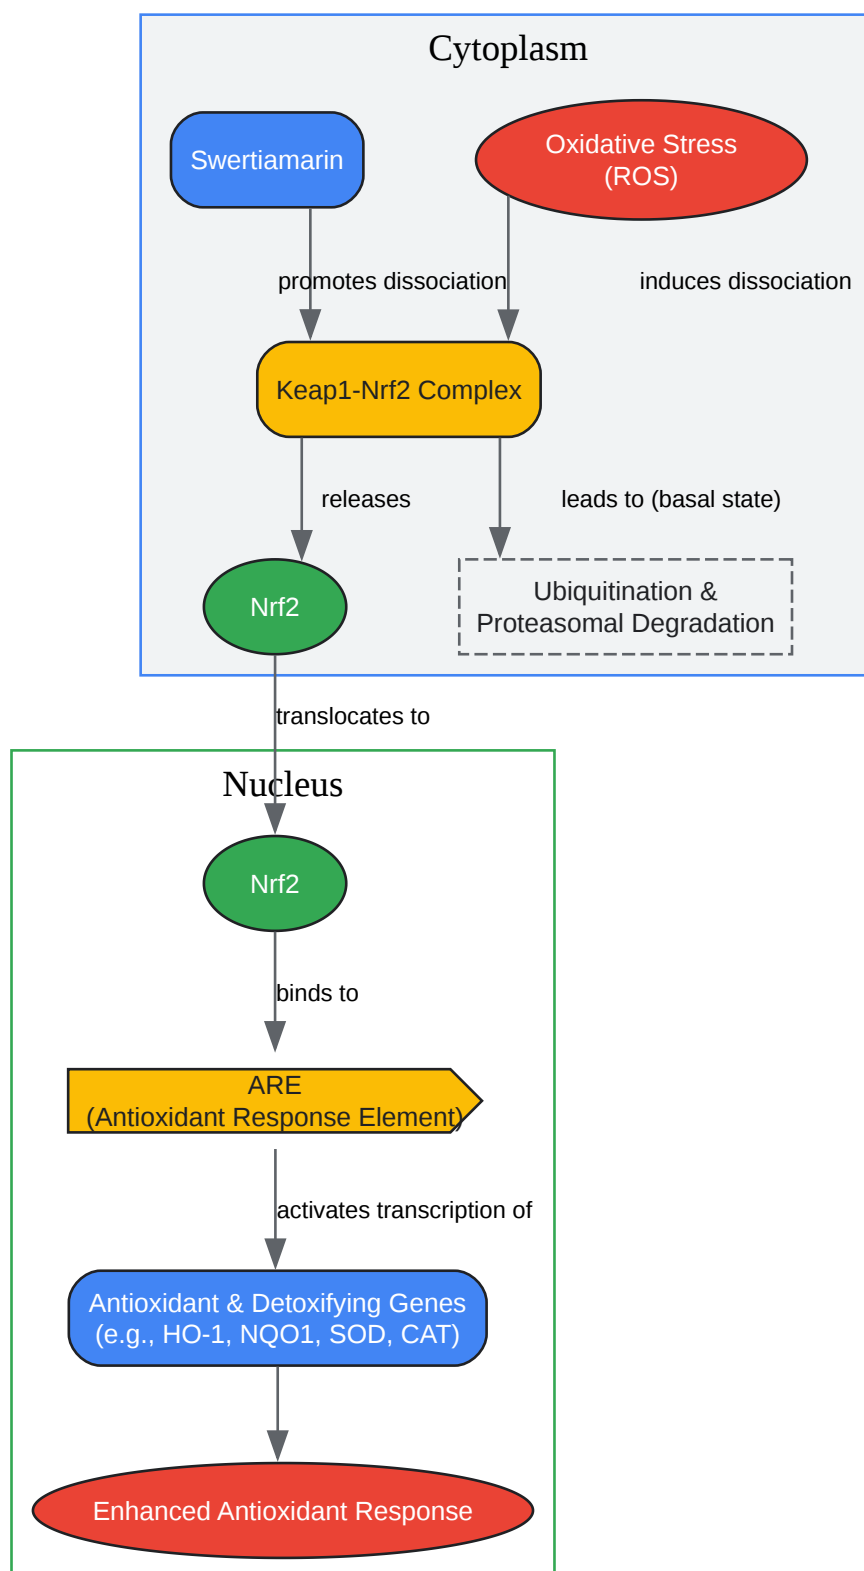 Cytoplasm
Swertiamarin
Oxidative Stress
(ROS)
promotes dissociation
induces dissociation
Keap1-Nrf2 Complex
releases
leads to (basal state)
Nrf2
Ubiquitination &
Proteasomal Degradation
translocates to
Nucleus
Nrf2
binds to
ARE
(Antioxidant Response Element)
activates transcription of
Antioxidant & Detoxifying Genes
(e.g., HO-1, NQO1, SOD, CAT)
Enhanced Antioxidant Response